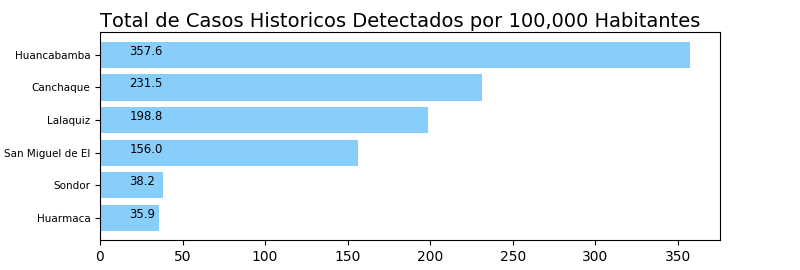 Total de Casos Historicos Detectados por 100,000 Habitantes
Huancabamba 357.6
Canchaque 231.5
Lalaquiz 198.8
San Miguel de El 156.0
Sondor 38.2
Huarmaca 35.9
0 50 100 150 200 250 300 350